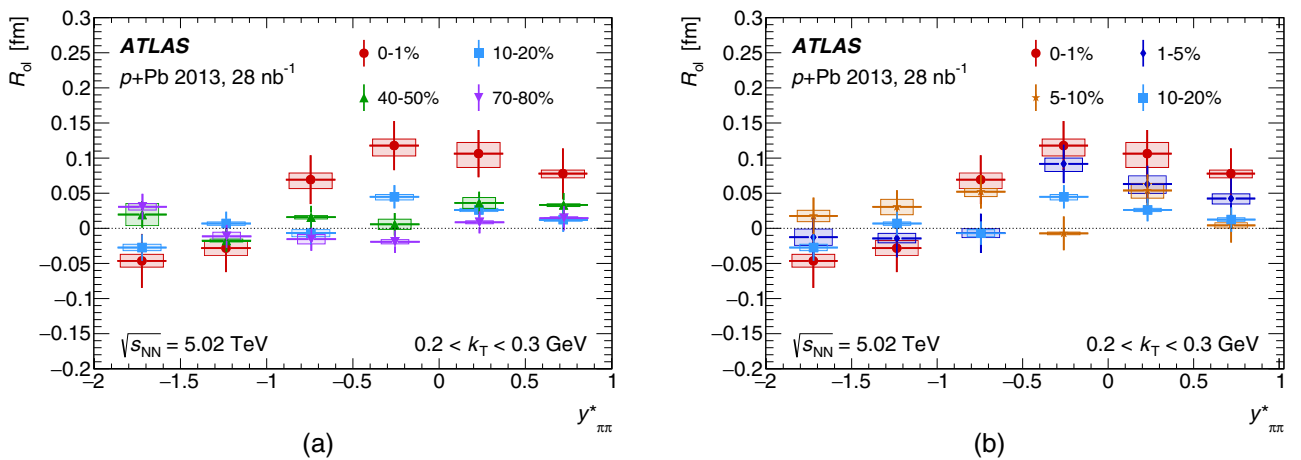 R_ol [fm]
0.3
0.25
0.2
0.15
0.1
0.05
0
−0.05
−0.1
−0.15
−0.2
ATLAS
p+Pb 2013, 28 nb⁻¹
0-1%
10-20%
40-50%
70-80%
√s_NN = 5.02 TeV
0.2 < k_T < 0.3 GeV
−2 −1.5 −1 −0.5 0 0.5 1
y*_ππ
(a)
R_ol [fm]
0.3
0.25
0.2
0.15
0.1
0.05
0
−0.05
−0.1
−0.15
−0.2
ATLAS
p+Pb 2013, 28 nb⁻¹
0-1%
1-5%
5-10%
10-20%
√s_NN = 5.02 TeV
0.2 < k_T < 0.3 GeV
−2 −1.5 −1 −0.5 0 0.5 1
y*_ππ
(b)